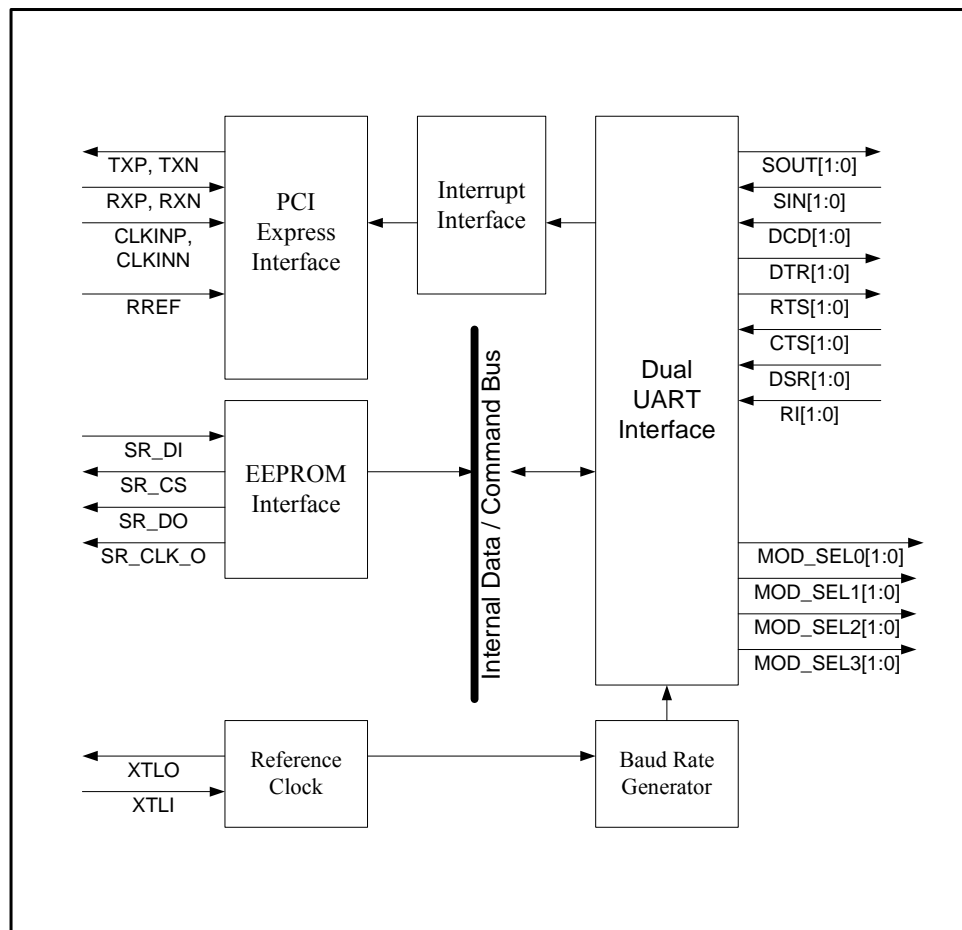 TXP, TXN
RXP, RXN
CLKINP,
CLKINN
RREF
PCI
Express
Interface
Interrupt
Interface
Dual
UART
Interface
SOUT[1:0]
SIN[1:0]
DCD[1:0]
DTR[1:0]
RTS[1:0]
CTS[1:0]
DSR[1:0]
RI[1:0]
SR_DI
SR_CS
SR_DO
SR_CLK_O
EEPROM
Interface
Internal Data / Command Bus
MOD_SEL0[1:0]
MOD_SEL1[1:0]
MOD_SEL2[1:0]
MOD_SEL3[1:0]
XTLO
XTLI
Reference
Clock
Baud Rate
Generator